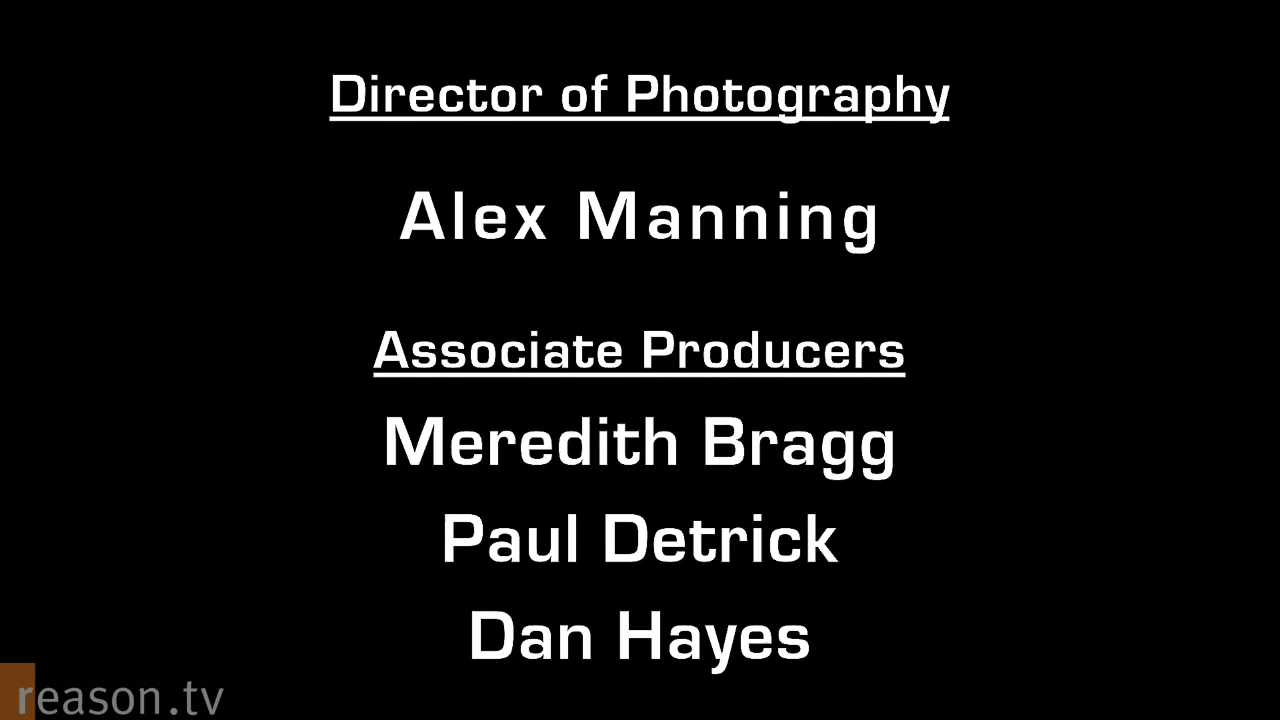 Director of Photography
Alex Manning
Associate Producers
Meredith Bragg
Paul Detrick
Dan Hayes
reason.tv